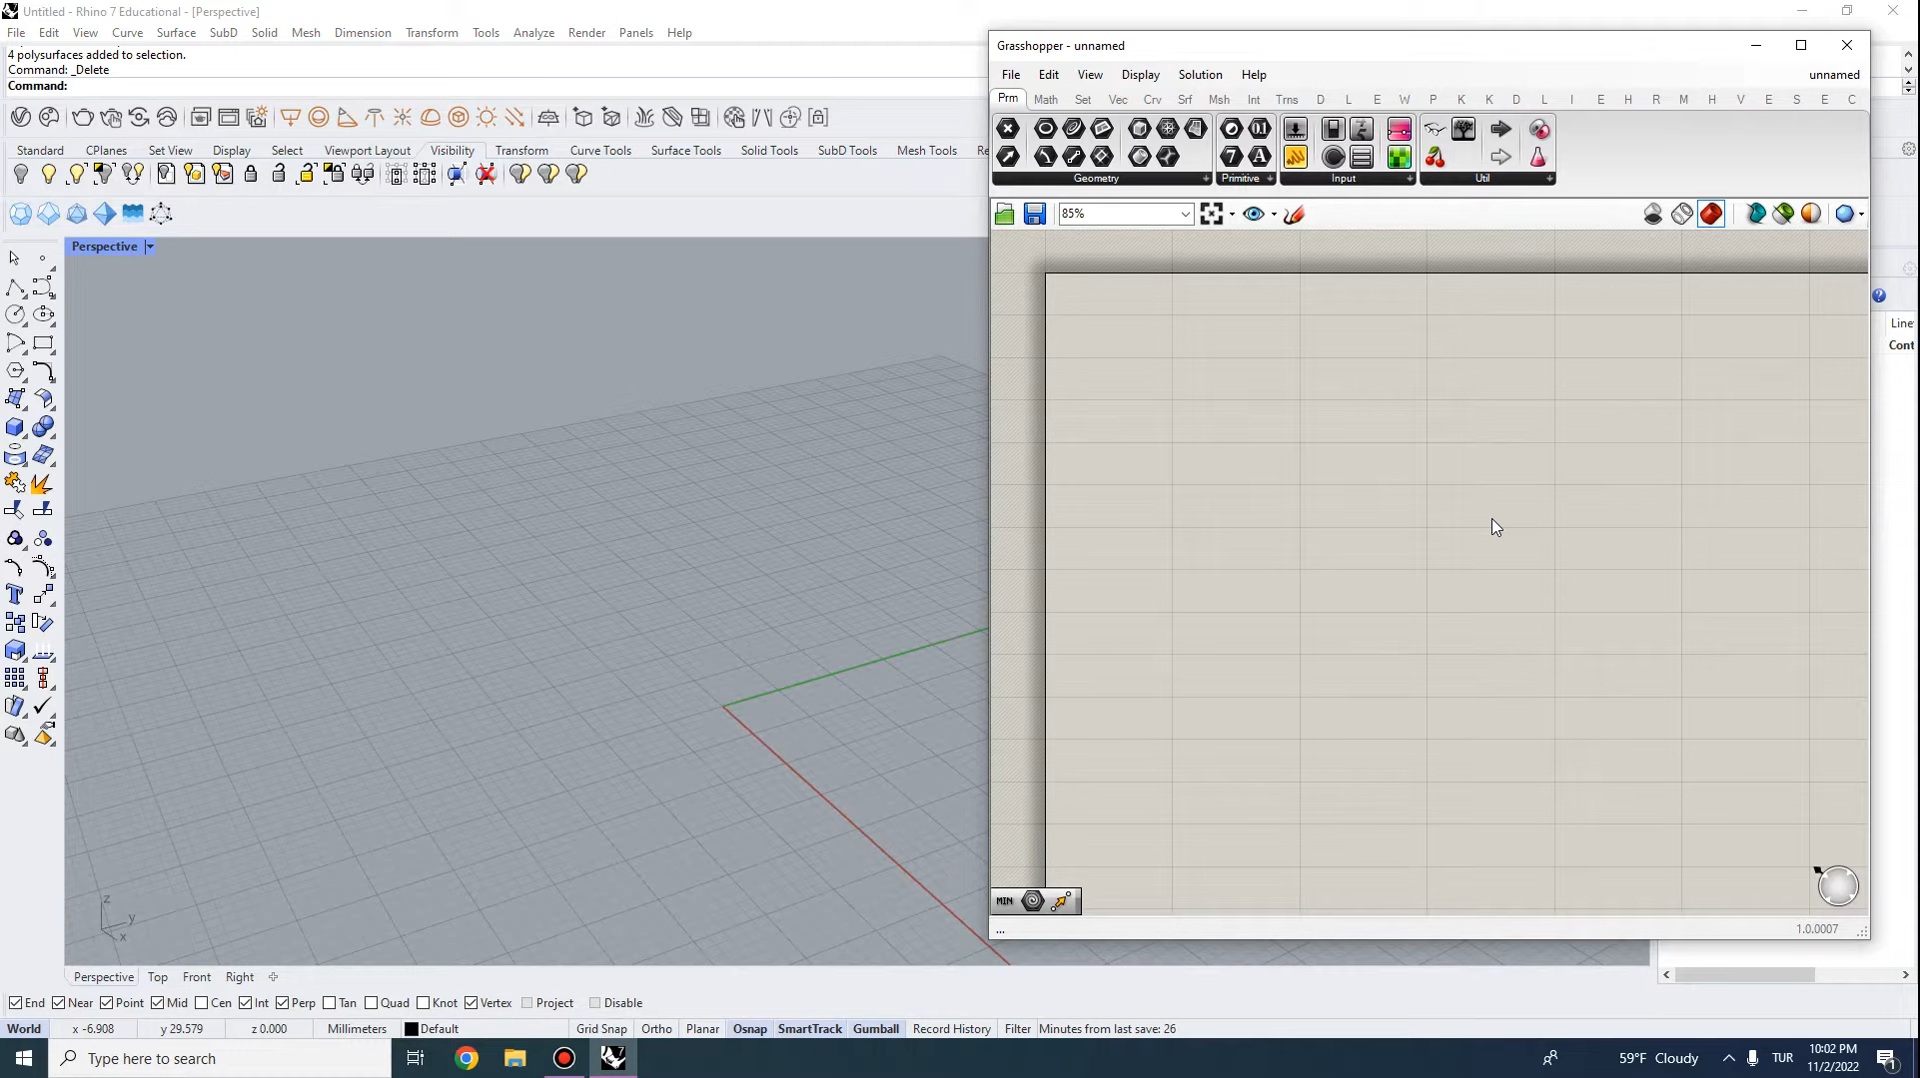 Untitled - Rhino 7 Educational - [Perspective]
File Edit View Curve Surface SubD Solid Mesh Dimension Transform Tools Analyze Render Panels Help
4 polysurfaces added to selection.
Command: _Delete
Command:
Standard CPlanes Set View Display Select Viewport Layout Visibility Transform Curve Tools Surface Tools Solid Tools SubD Tools Mesh Tools Re
Perspective
z
y
x
Grasshopper - unnamed
File Edit View Display Solution Help unnamed
Prm Math Set Vec Crv Srf Msh Int Trns D L E W P K K D L I E H R M H V E S E C
Geometry Primitive Input Util
85%
MIN
...
1.0.0007
Line
Cont
Perspective Top Front Right
End Near Point Mid Cen Int Perp Tan Quad Knot Vertex Project Disable
World x -6.908 y 29.579 z 0.000 Millimeters Default Grid Snap Ortho Planar Osnap SmartTrack Gumball Record History Filter Minutes from last save: 26
Type here to search
59°F Cloudy
TUR
10:02 PM
11/2/2022
1